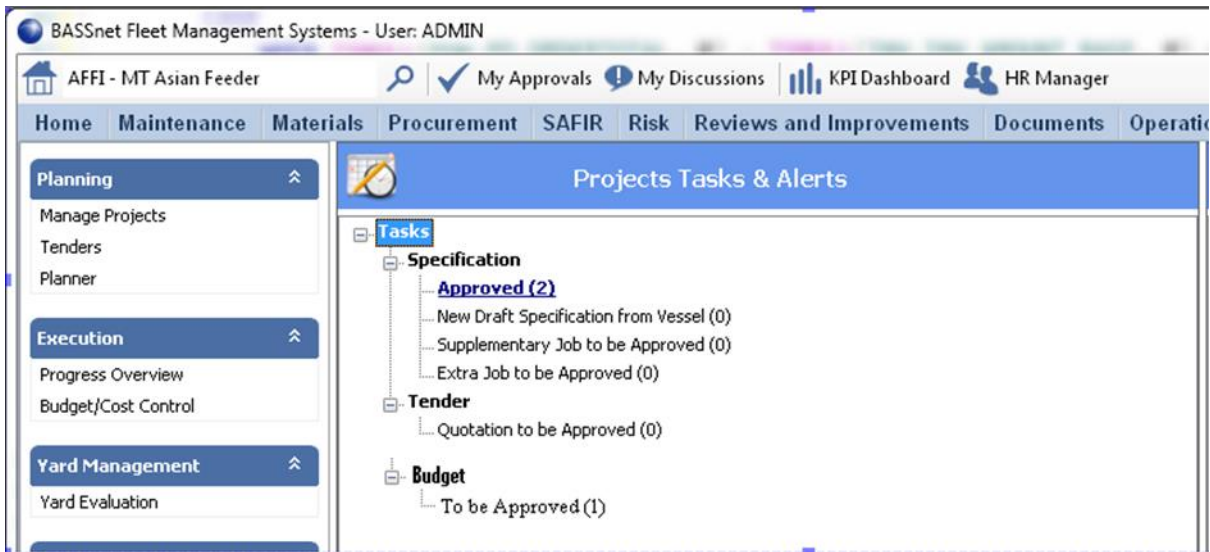 BASSnet Fleet Management Systems - User: ADMIN
AFFI - MT Asian Feeder My Approvals My Discussions KPI Dashboard HR Manager
Home Maintenance Materials Procurement SAFIR Risk Reviews and Improvements Documents
Planning
Manage Projects
Tenders
Planner
Execution
Progress Overview
Budget/Cost Control
Yard Management
Yard Evaluation
Projects Tasks & Alerts
Tasks
Specification
Approved (2)
New Draft Specification from Vessel (0)
Supplementary Job to be Approved (0)
Extra Job to be Approved (0)
Tender
Quotation to be Approved (0)
Budget
To be Approved (1)